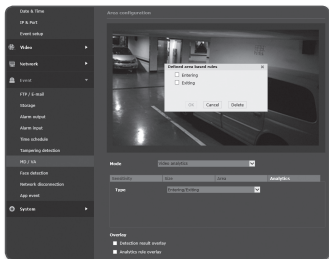 Date & Time
IP & Port
Event setup
Video
Network
Event
FTP / E-mail
Storage
Alarm output
Alarm input
Time schedule
Tampering detection
MD / VA
Face detection
Network disconnection
App event
System
Area configuration
Defined area based rules
Entering
Exiting
OK
Cancel
Delete
Mode
Video analytics
Sensitivity
Size
Area
Analytics
Type
Entering/Exiting
Overlay
Detection result overlay
Analytics rule overlay